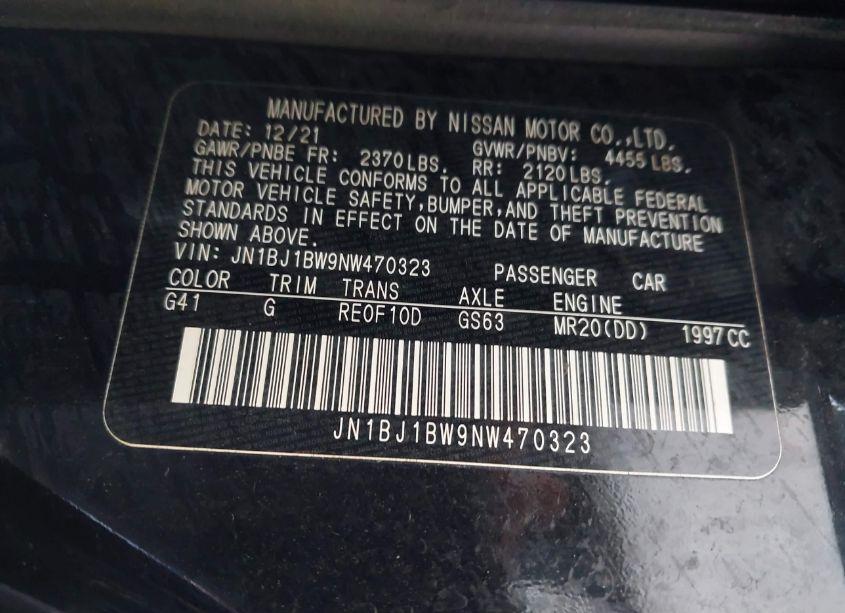 MANUFACTURED BY NISSAN MOTOR CO.,LTD.
DATE: 12/21 GVWR/PNBV: 4455 LBS.
GAWR/PNBE FR: 2370LBS. RR: 2120LBS.
THIS VEHICLE CONFORMS TO ALL APPLICABLE FEDERAL
MOTOR VEHICLE SAFETY,BUMPER,AND THEFT PREVENTION
STANDARDS IN EFFECT ON THE DATE OF MANUFACTURE
SHOWN ABOVE.
VIN: JN1BJ1BW9NW470323 PASSENGER CAR
COLOR TRIM TRANS AXLE ENGINE
G41 G RE0F10D GS63 MR20(DD) 1997CC
JN1BJ1BW9NW470323